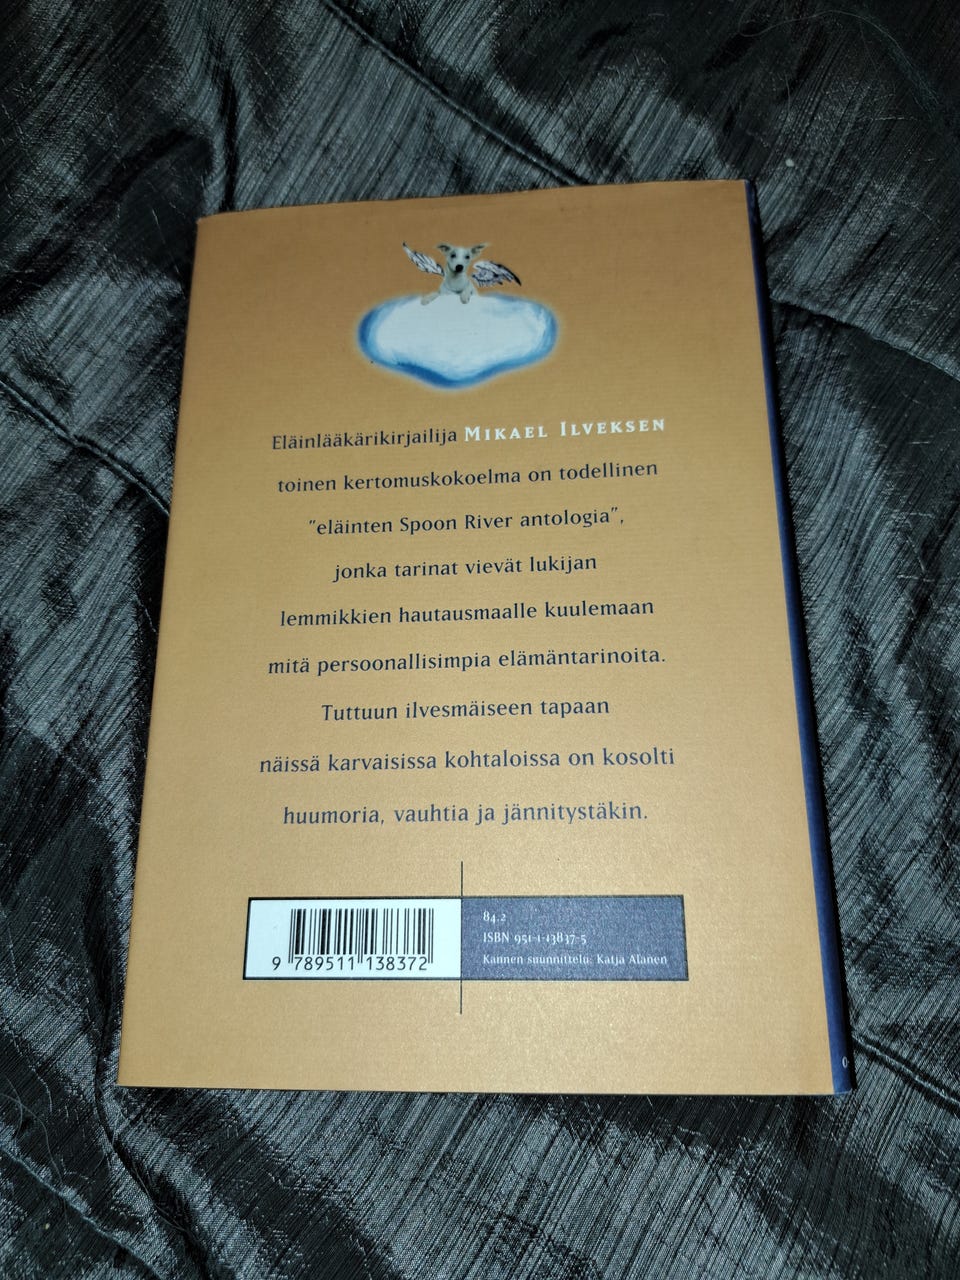 Eläinlääkärikirjailija MIKAEL ILVEKSEN
toinen kertomuskokoelma on todellinen
"eläinten Spoon River antologia",
jonka tarinat vievät lukijan
lemmikkien hautausmaalle kuulemaan
mitä persoonallisimpia elämäntarinoita.
Tuttuun ilvesmäiseen tapaan
näissä karvaisissa kohtaloissa on kosolti
huumoria, vauhtia ja jännitystäkin.
84.2
ISBN 951-1-13837-5
Kannen suunnittelu: Katja Alanen
9 789511 138372